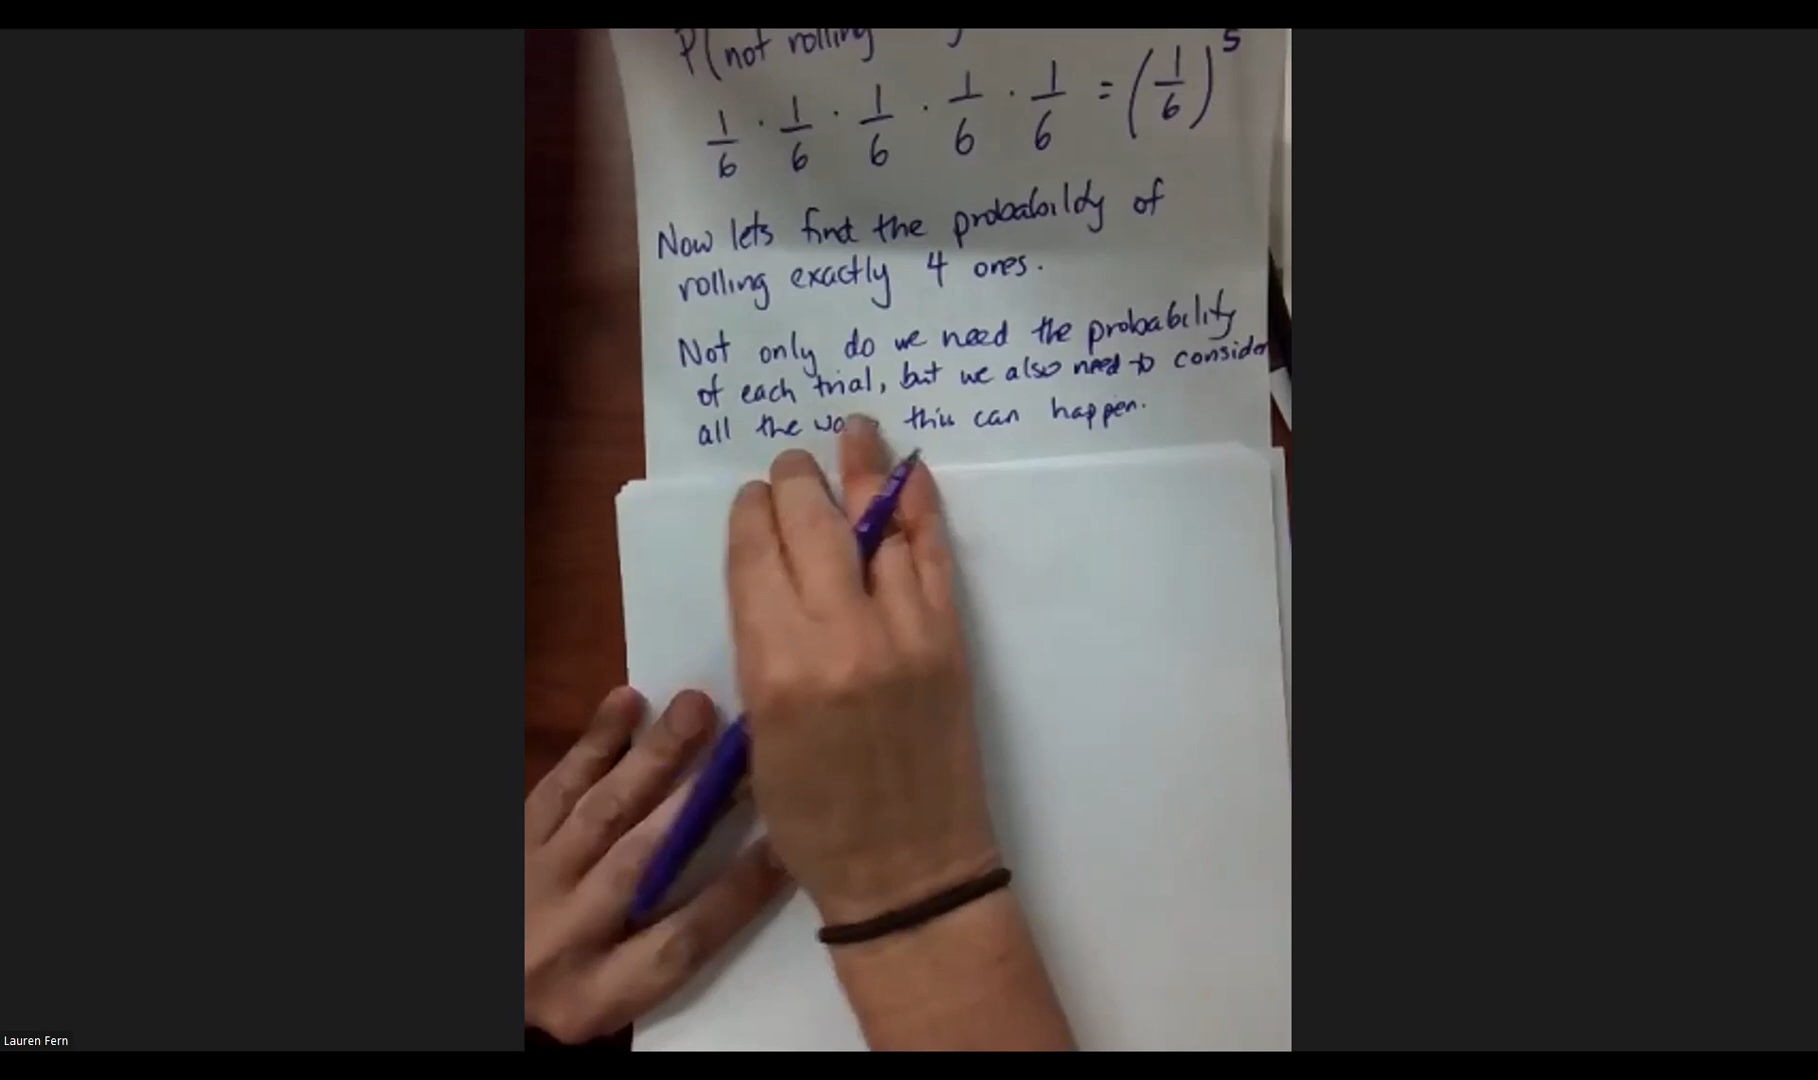 P(not rolling
1/6 · 1/6 · 1/6 · 1/6 · 1/6 = (1/6)^5
Now lets find the probability of
rolling exactly 4 ones.
Not only do we need the probability
of each trial, but we also need to consider
all the this can happen.
Lauren Fern